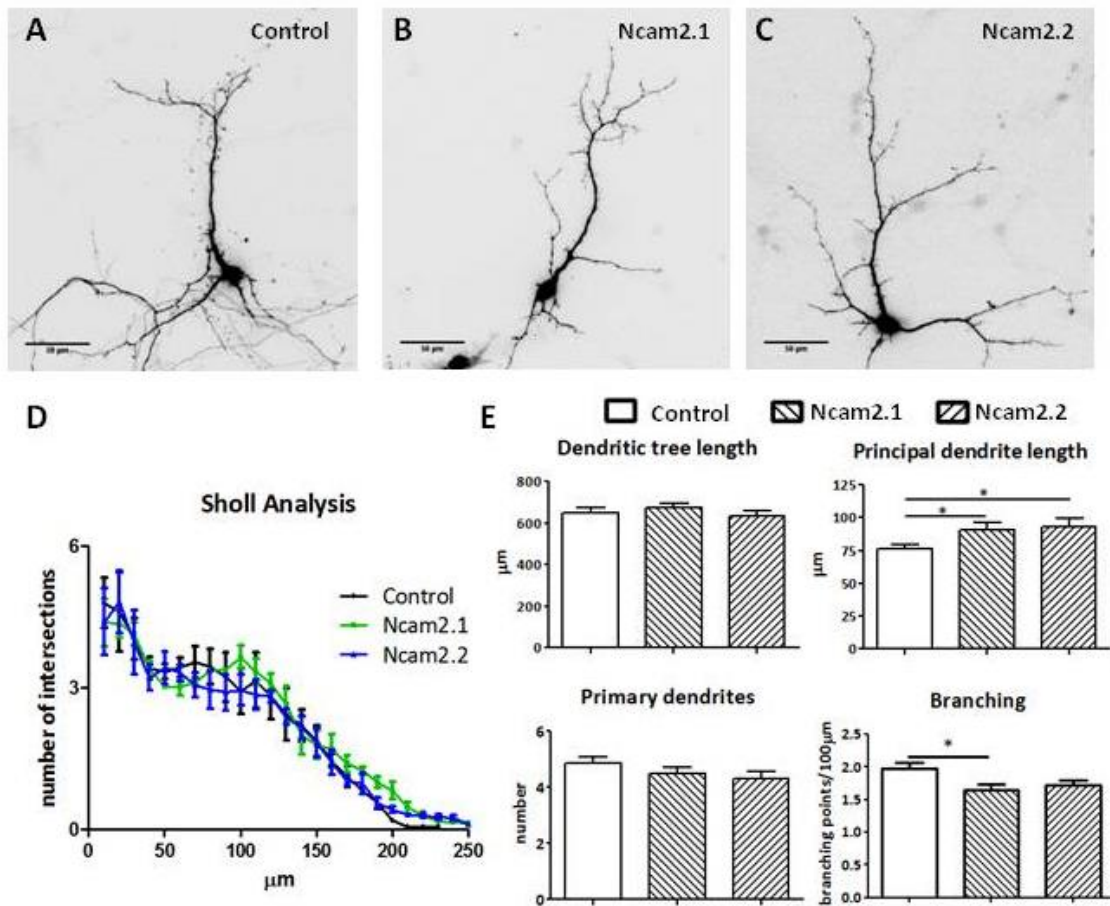 A
Control
B
Ncam2.1
C
Ncam2.2
50 μm
50 μm
50 μm
D
Sholl Analysis
number of intersections
6
3
0
0
50
100
150
200
250
μm
Control
Ncam2.1
Ncam2.2
E
Control
Ncam2.1
Ncam2.2
Dendritic tree length
μm
800
600
400
200
0
Principal dendrite length
μm
125
100
75
50
25
0
*
*
Primary dendrites
number
6
4
2
0
Branching
branching points/100μm
2.5
2.0
1.5
1.0
0.5
0.0
*